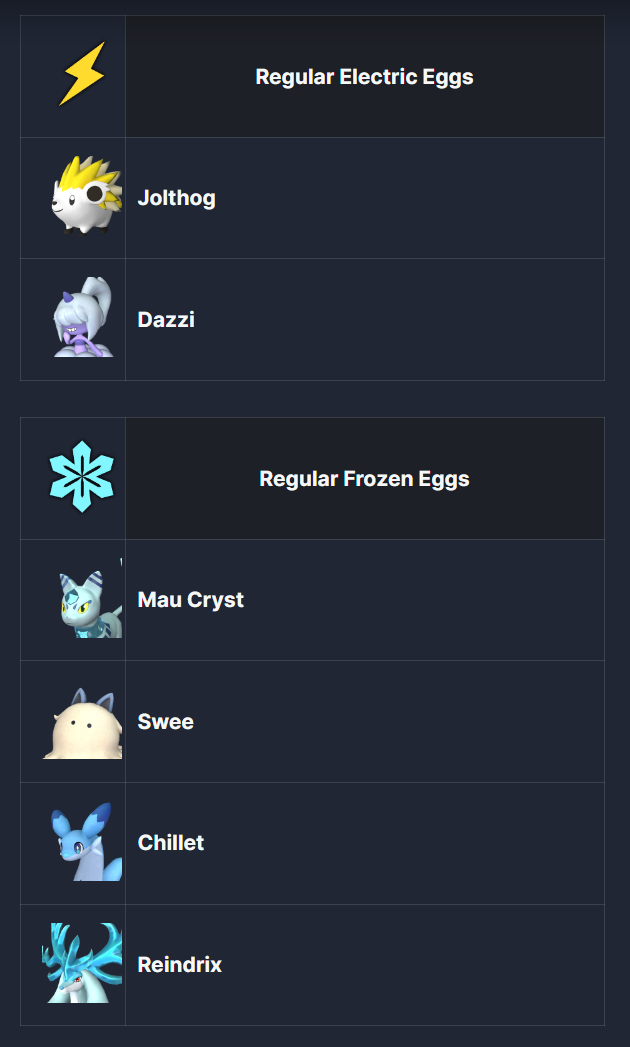 Regular Electric Eggs
Jolthog
Dazzi
Regular Frozen Eggs
Mau Cryst
Swee
Chillet
Reindrix